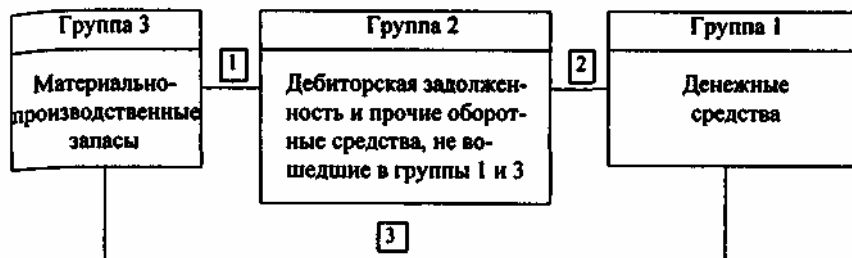 Группа 3
Группа 2
Группа 1
1
2
Материально-
производственные
запасы
Дебиторская задолжен-
ность и прочие оборот-
ные средства, не во-
шедшие в группы 1 и 3
Денежные
средства
3